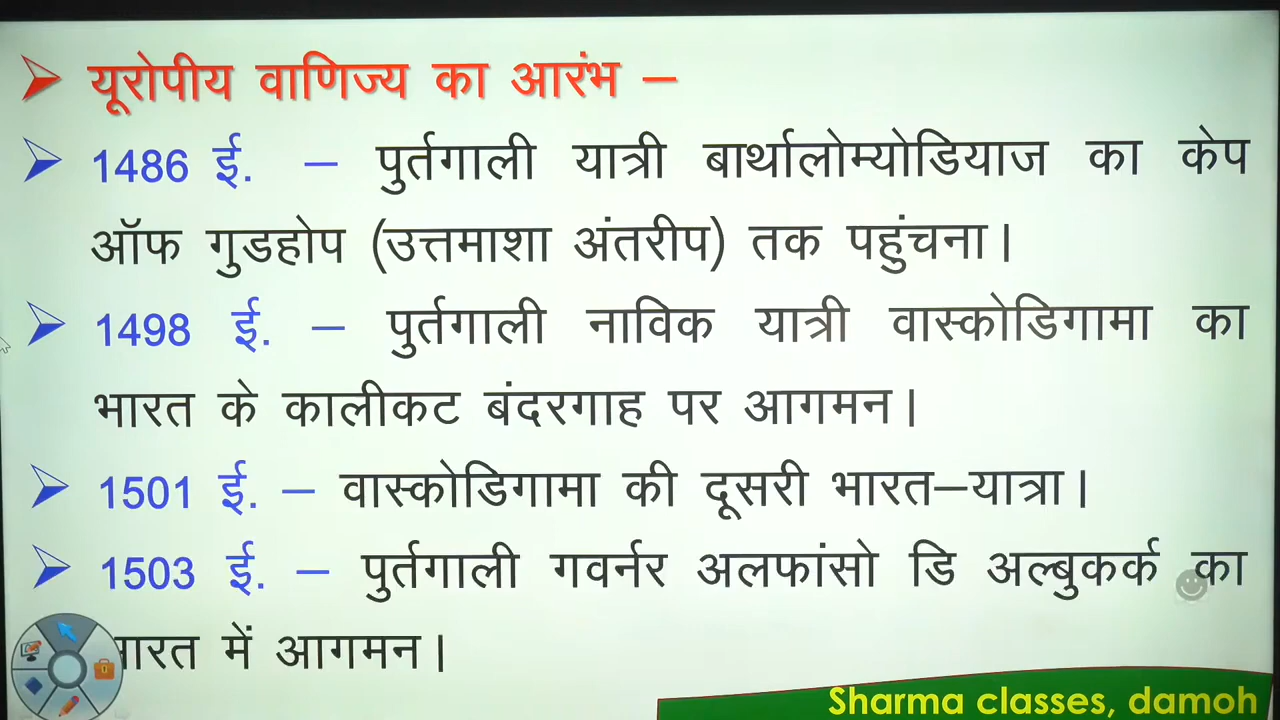 यूरोपीय वाणिज्य का आरंभ –
1486 ई. – पुर्तगाली यात्री बार्थालोम्योडियाज का केप
ऑफ गुडहोप (उत्तमाशा अंतरीप) तक पहुंचना।
1498 ई. – पुर्तगाली नाविक यात्री वास्कोडिगामा का
भारत के कालीकट बंदरगाह पर आगमन।
1501 ई. – वास्कोडिगामा की दूसरी भारत–यात्रा।
1503 ई. – पुर्तगाली गवर्नर अलफांसो डि अल्बुकर्क का
भारत में आगमन।
Sharma classes, damoh